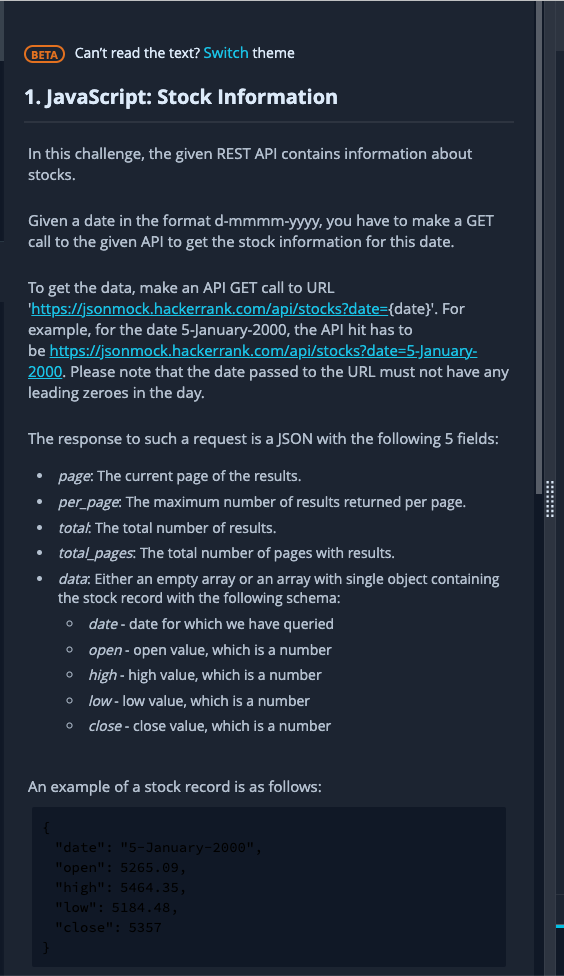 BETA Can't read the text? Switch theme
1. JavaScript: Stock Information
In this challenge, the given REST API contains information about
stocks.
Given a date in the format d-mmmm-yyyy, you have to make a GET
call to the given API to get the stock information for this date.
To get the data, make an API GET call to URL
'https://jsonmock.hackerrank.com/api/stocks?date={date}'. For
example, for the date 5-January-2000, the API hit has to
be https://jsonmock.hackerrank.com/api/stocks?date=5-January-
2000. Please note that the date passed to the URL must not have any
leading zeroes in the day.
The response to such a request is a JSON with the following 5 fields:
• page: The current page of the results.
• per_page: The maximum number of results returned per page.
• total: The total number of results.
• total_pages: The total number of pages with results.
• data: Either an empty array or an array with single object containing
the stock record with the following schema:
◦ date - date for which we have queried
◦ open - open value, which is a number
◦ high - high value, which is a number
◦ low - low value, which is a number
◦ close - close value, which is a number
An example of a stock record is as follows:
{
"date": "5-January-2000",
"open": 5265.09,
"high": 5464.35,
"low": 5184.48,
"close": 5357
}